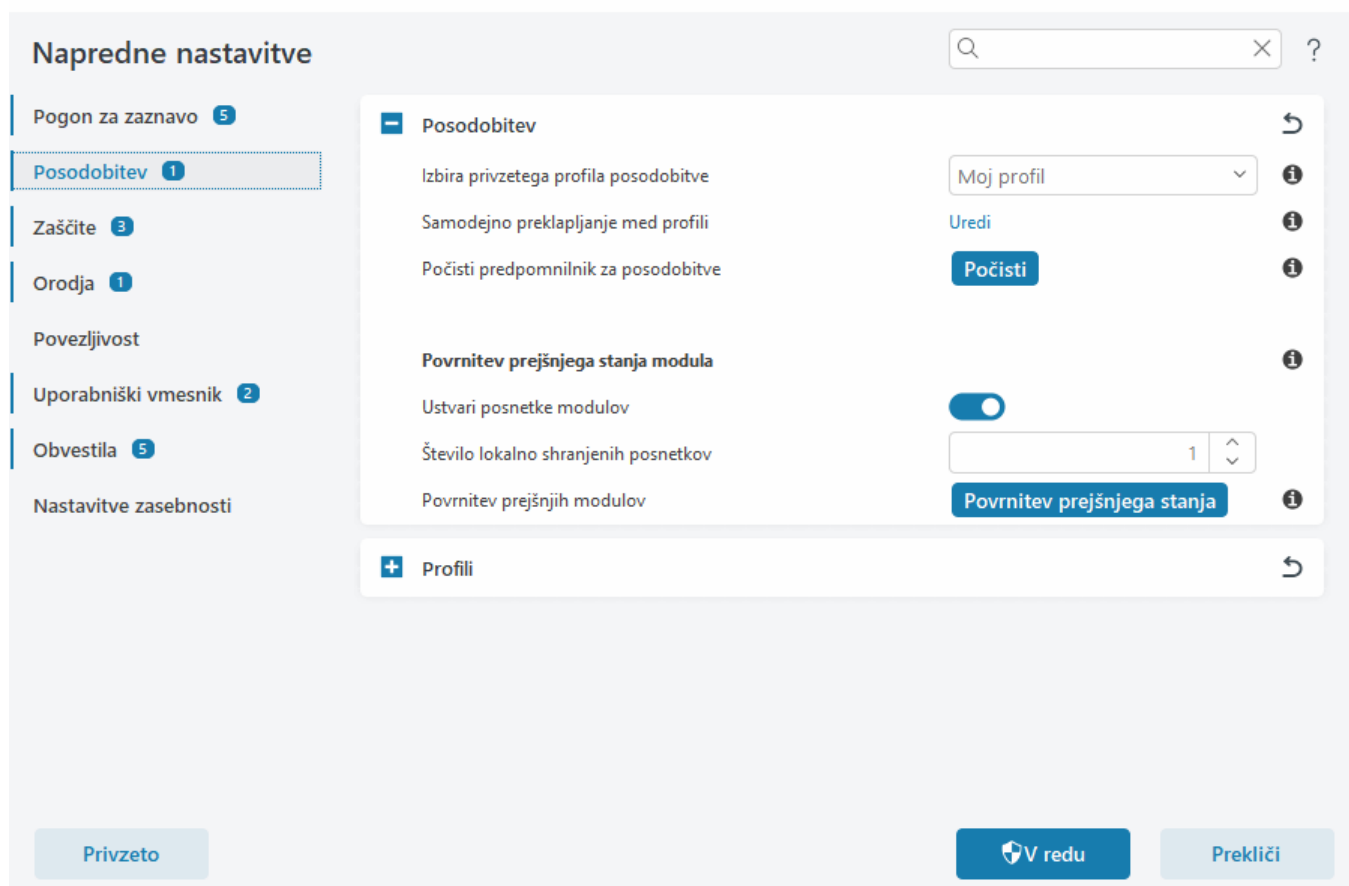 Napredne nastavitve
?
Pogon za zaznavo 5
Posodobitev 1
Zaščite 3
Orodja 1
Povezljivost
Uporabniški vmesnik 2
Obvestila 5
Nastavitve zasebnosti
Posodobitev
Izbira privzetega profila posodobitve
Moj profil
Samodejno preklapljanje med profili
Uredi
Počisti predpomnilnik za posodobitve
Počisti
Povrnitev prejšnjega stanja modula
Ustvari posnetke modulov
Število lokalno shranjenih posnetkov
1
Povrnitev prejšnjih modulov
Povrnitev prejšnjega stanja
Profili
Privzeto
V redu
Prekliči